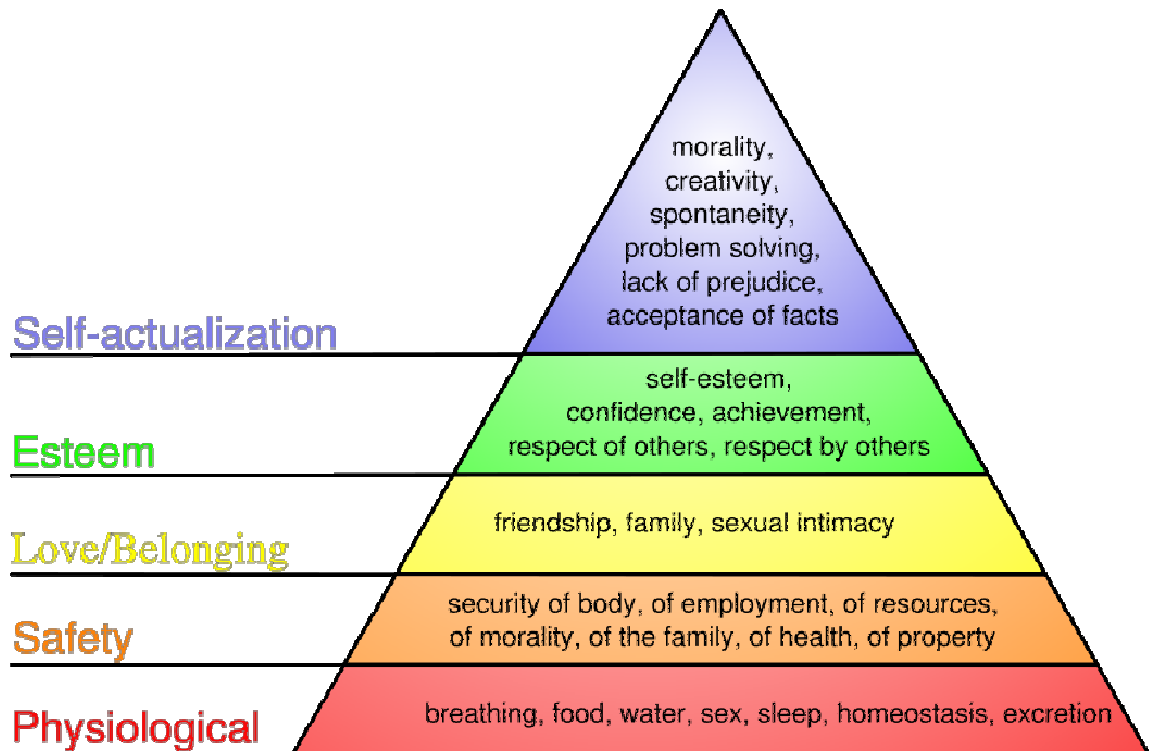 morality,
creativity,
spontaneity,
problem solving,
lack of prejudice,
acceptance of facts
Self-actualization
self-esteem,
confidence, achievement,
respect of others, respect by others
Esteem
friendship, family, sexual intimacy
Love/Belonging
security of body, of employment, of resources,
of morality, of the family, of health, of property
Safety
breathing, food, water, sex, sleep, homeostasis, excretion
Physiological